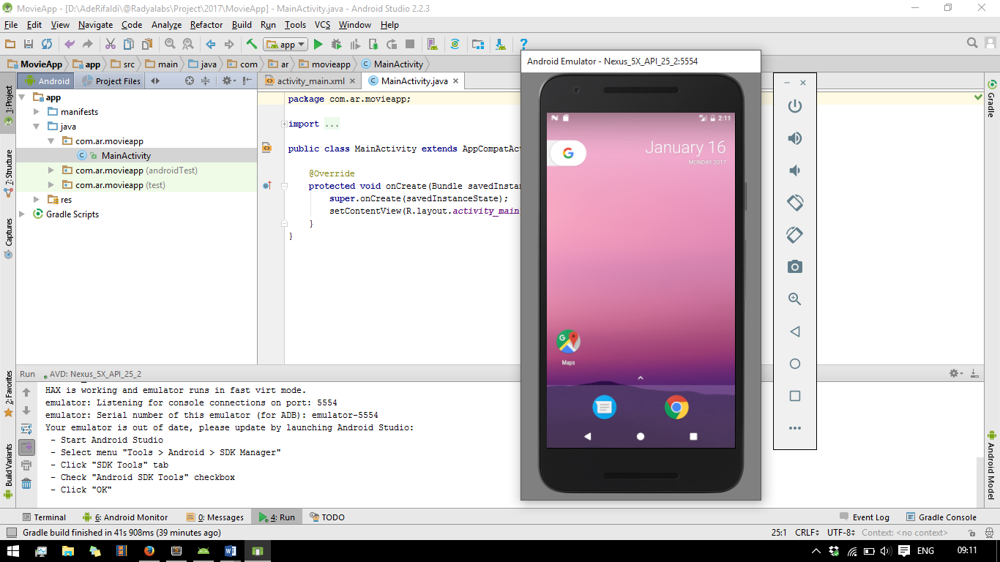 MovieApp - [D:\AdeRifaldi\@Radyalabs\Project\2017\MovieApp] - MainActivity.java - Android Studio 2.2.3
File Edit View Navigate Code Analyze Refactor Build Run Tools VCS Window Help
app
MovieApp app src main java com ar movieapp MainActivity
Android Project Files
activity_main.xml MainActivity.java
1: Project
7: Structure
Captures
2: Favorites
Build Variants
app
manifests
java
com.ar.movieapp
MainActivity
com.ar.movieapp (androidTest)
com.ar.movieapp (test)
res
Gradle Scripts
package com.ar.movieapp;
import ...
public class MainActivity extends AppCompatAct
@Override
protected void onCreate(Bundle savedInstan
super.onCreate(savedInstanceState);
setContentView(R.layout.activity_main
}
}
Android Emulator - Nexus_5X_API_25_2:5554
2:11
G
January 16
MONDAY, 2017
Maps
Gradle
Android Model
Run AVD: Nexus_5X_API_25_2
HAX is working and emulator runs in fast virt mode.
emulator: Listening for console connections on port: 5554
emulator: Serial number of this emulator (for ADB): emulator-5554
Your emulator is out of date, please update by launching Android Studio:
- Start Android Studio
- Select menu "Tools > Android > SDK Manager"
- Click "SDK Tools" tab
- Check "Android SDK Tools" checkbox
- Click "OK"
Terminal 6: Android Monitor 0: Messages 4: Run TODO Event Log Gradle Console
Gradle build finished in 41s 908ms (39 minutes ago) 25:1 CRLF UTF-8 Context: <no context>
ENG 09:11